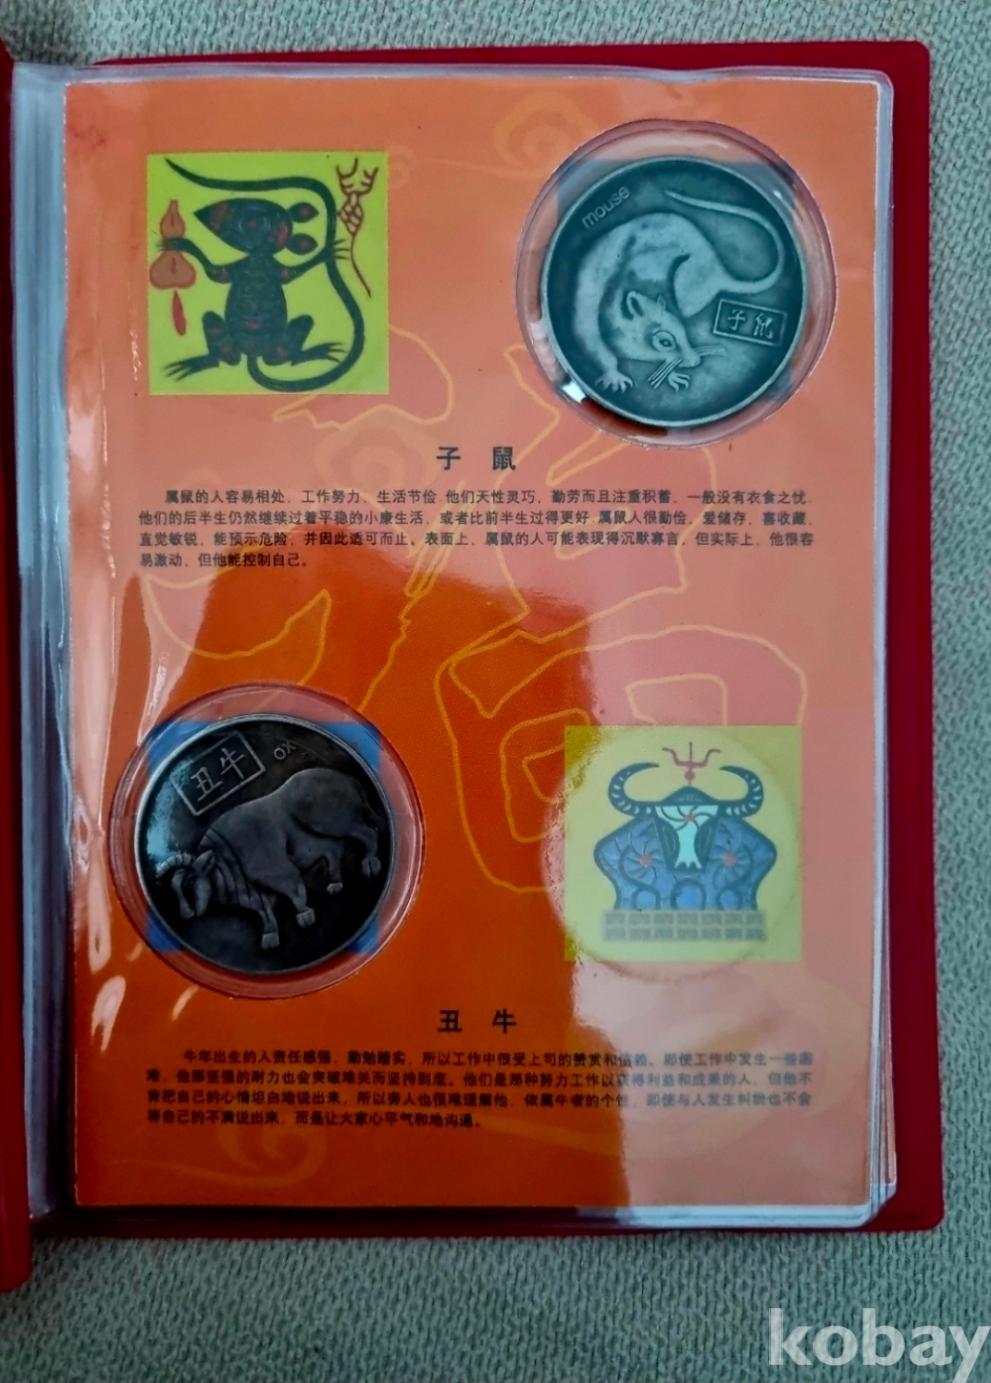 mouse
子鼠
子 鼠
属鼠的人容易相处，工作努力，生活节俭.他们天性灵巧，勤劳而且注重积蓄，一般没有衣食之忧.
他们的后半生仍然继续过着平稳的小康生活，或者比前半生过得更好.属鼠人很勤俭，爱储存，喜收藏，
直觉敏锐，能预示危险，并因此适可而止。表面上，属鼠的人可能表现得沉默寡言，但实际上，他很容
易激动，但他能控制自己。
丑牛
ox
丑 牛
牛年出生的人责任感强，勤勉踏实，所以工作中很受上司的赞赏和信赖。即使工作中发生一些困
难，他那坚强的耐力也会突破难关而坚持到底。他们是那种努力工作以获得利益和成果的人，但他不
肯把自己的心情坦白地说出来，所以旁人也很难理解他，依属牛者的个性，即使与人发生纠纷也不会
将自己的不满说出来，而是让大家心平气和地沟通。
kobay